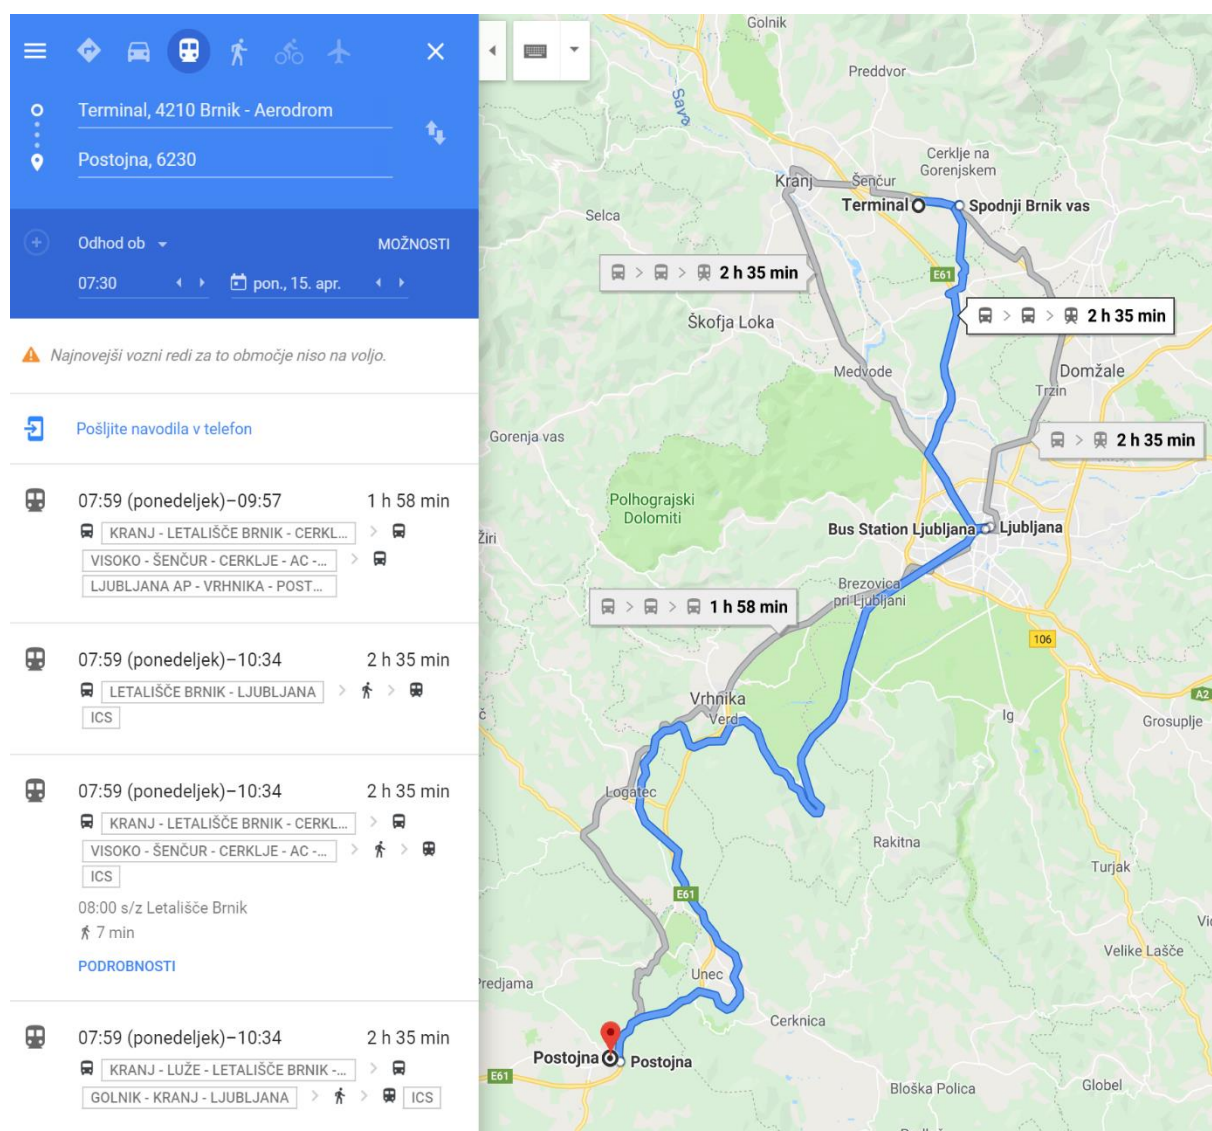 Terminal, 4210 Brnik - Aerodrom
Postojna, 6230
Odhod ob
MOŽNOSTI
07:30
pon., 15. apr.
Najnovejši vozni redi za to območje niso na voljo.
Pošljite navodila v telefon
07:59 (ponedeljek)–09:57 1 h 58 min
KRANJ - LETALIŠČE BRNIK - CERKL... >
VISOKO - ŠENČUR - CERKLJE - AC -... >
LJUBLJANA AP - VRHNIKA - POST...
07:59 (ponedeljek)–10:34 2 h 35 min
LETALIŠČE BRNIK - LJUBLJANA > >
ICS
07:59 (ponedeljek)–10:34 2 h 35 min
KRANJ - LETALIŠČE BRNIK - CERKL... >
VISOKO - ŠENČUR - CERKLJE - AC -... > >
ICS
08:00 s/z Letališče Brnik
7 min
PODROBNOSTI
07:59 (ponedeljek)–10:34 2 h 35 min
KRANJ - LUŽE - LETALIŠČE BRNIK -... >
GOLNIK - KRANJ - LJUBLJANA > > ICS
Golnik
Preddvor
Sava
Cerklje na
Gorenjskem
Kranj
Šenčur
Terminal
Spodnji Brnik vas
Selca
> > 2 h 35 min
E61
> > 2 h 35 min
Škofja Loka
Medvode
Domžale
Trzin
Gorenja vas
> 2 h 35 min
Polhograjski
Dolomiti
Žiri
Bus Station Ljubljana
Ljubljana
Brezovica
pri Ljubljani
> > 1 h 58 min
106
Vrhnika
Verd
Ig
A2
Grosuplje
Logatec
Rakitna
Turjak
E61
Velike Lašče
Unec
Predjama
Cerknica
Postojna
Postojna
E61
Bloška Polica
Globel